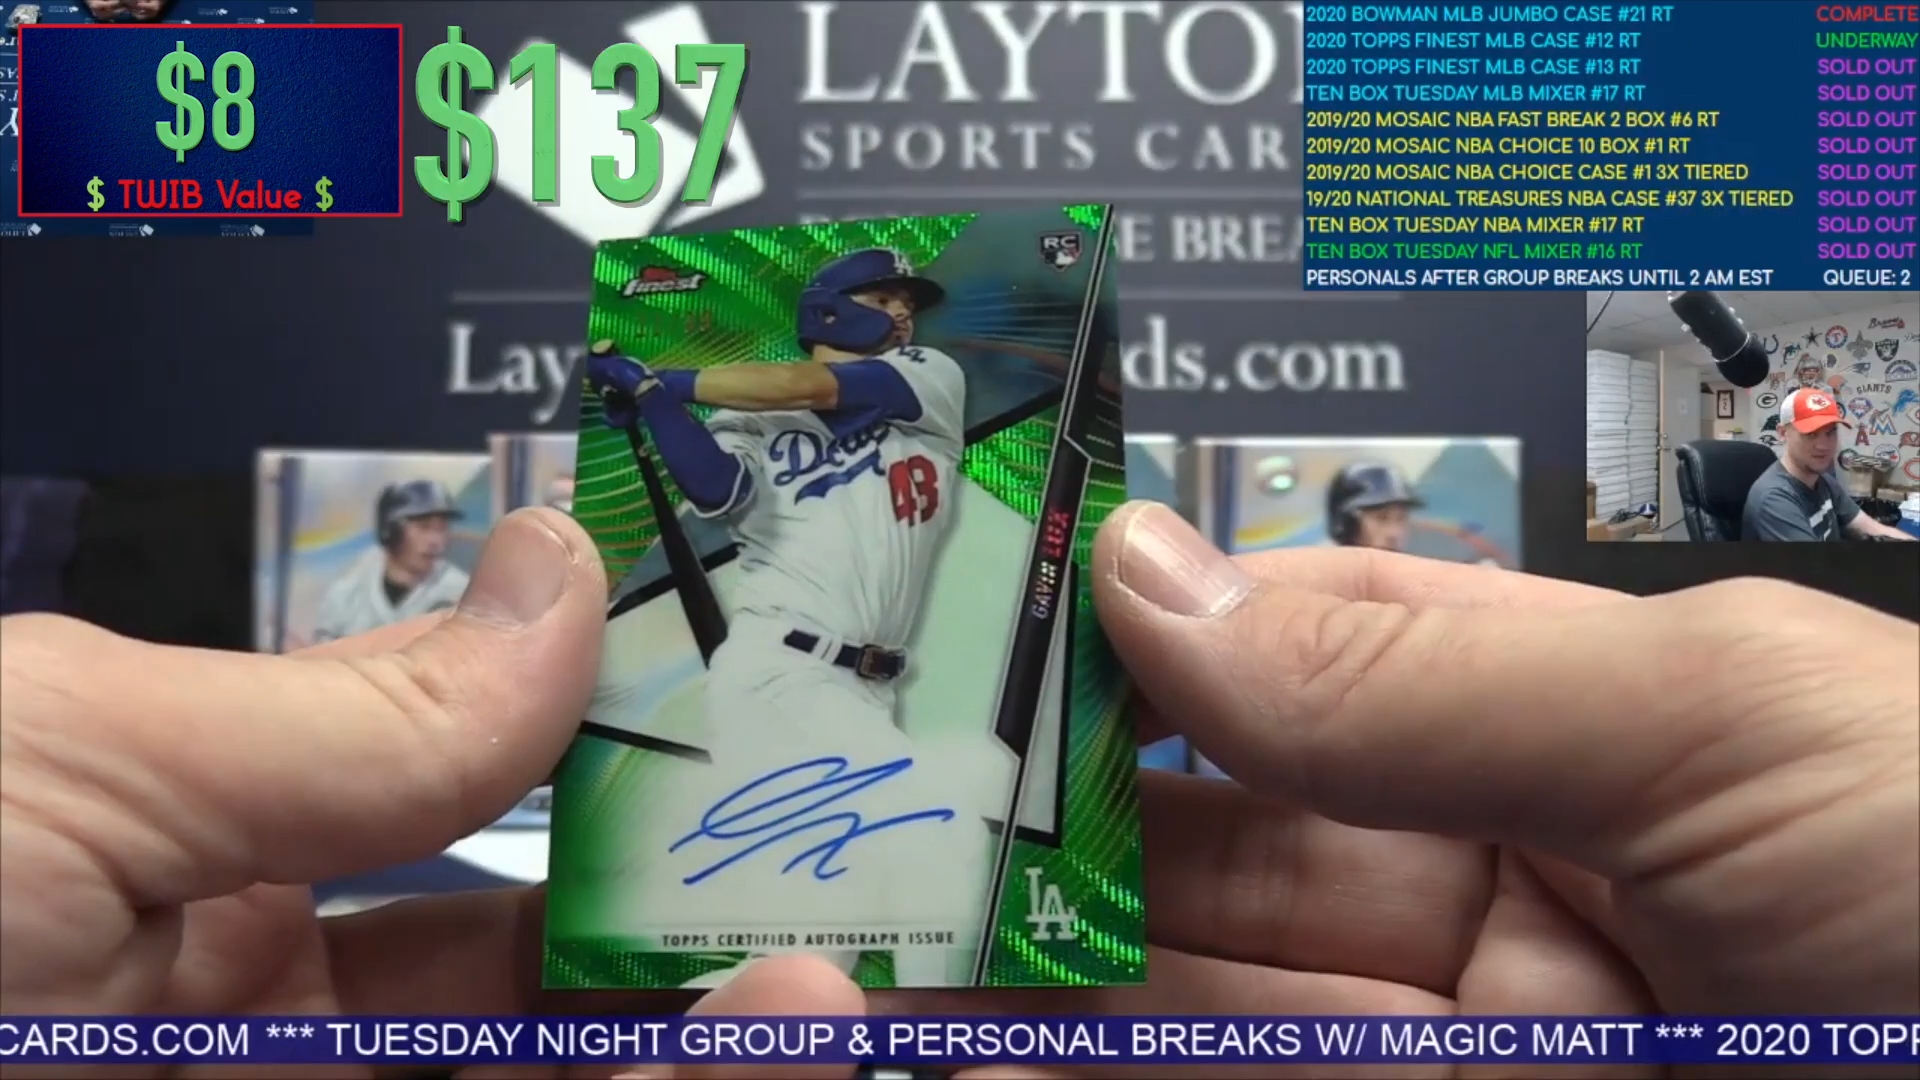 $8
$ TWIB Value $
$137
LAYTO
SPORTS CAR
E BREA
Lay
ds.com
2020 BOWMAN MLB JUMBO CASE #21 RT COMPLETE
2020 TOPPS FINEST MLB CASE #12 RT UNDERWAY
2020 TOPPS FINEST MLB CASE #13 RT SOLD OUT
TEN BOX TUESDAY MLB MIXER #17 RT SOLD OUT
2019/20 MOSAIC NBA FAST BREAK 2 BOX #6 RT SOLD OUT
2019/20 MOSAIC NBA CHOICE 10 BOX #1 RT SOLD OUT
2019/20 MOSAIC NBA CHOICE CASE #1 3X TIERED SOLD OUT
19/20 NATIONAL TREASURES NBA CASE #37 3X TIERED SOLD OUT
TEN BOX TUESDAY NBA MIXER #17 RT SOLD OUT
TEN BOX TUESDAY NFL MIXER #16 RT SOLD OUT
PERSONALS AFTER GROUP BREAKS UNTIL 2 AM EST QUEUE: 2
Braves
GIANTS
RC
finest
LA
Dodgers
43
GAVIN LUX
TOPPS CERTIFIED AUTOGRAPH ISSUE
LA
CARDS.COM *** TUESDAY NIGHT GROUP & PERSONAL BREAKS W/ MAGIC MATT *** 2020 TOPP